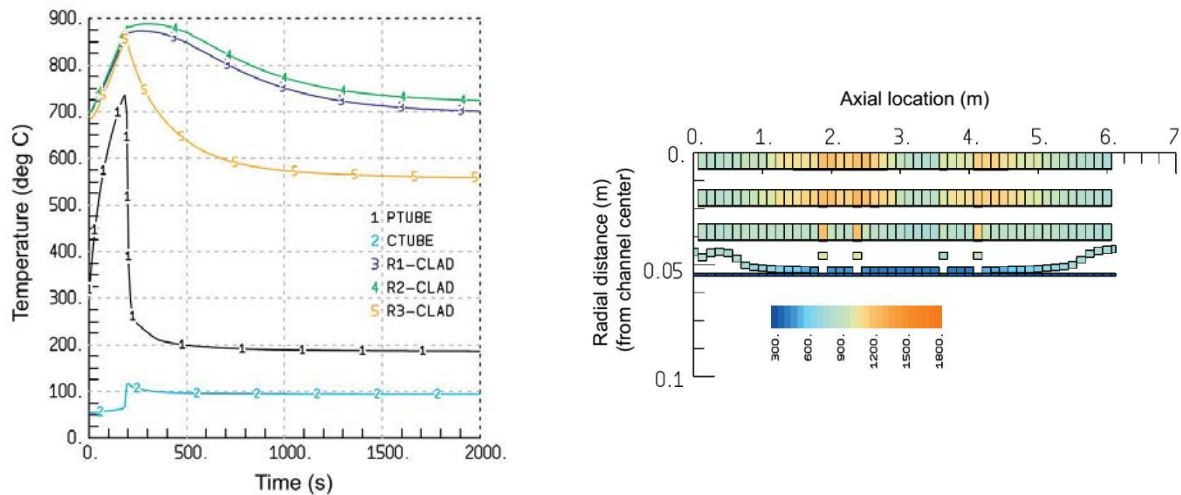 900.
800.
700.
600.
500.
400.
300.
200.
100.
0.
Temperature (deg C)
1 PTUBE
2 CTUBE
3 R1-CLAD
4 R2-CLAD
5 R3-CLAD
0. 500. 1000. 1500. 2000.
Time (s)
Axial location (m)
0. 1. 2. 3. 4. 5. 6. 7
0.
0.05
0.1
Radial distance (m)
(from channel center)
300. 600. 900. 1200. 1500. 1800.